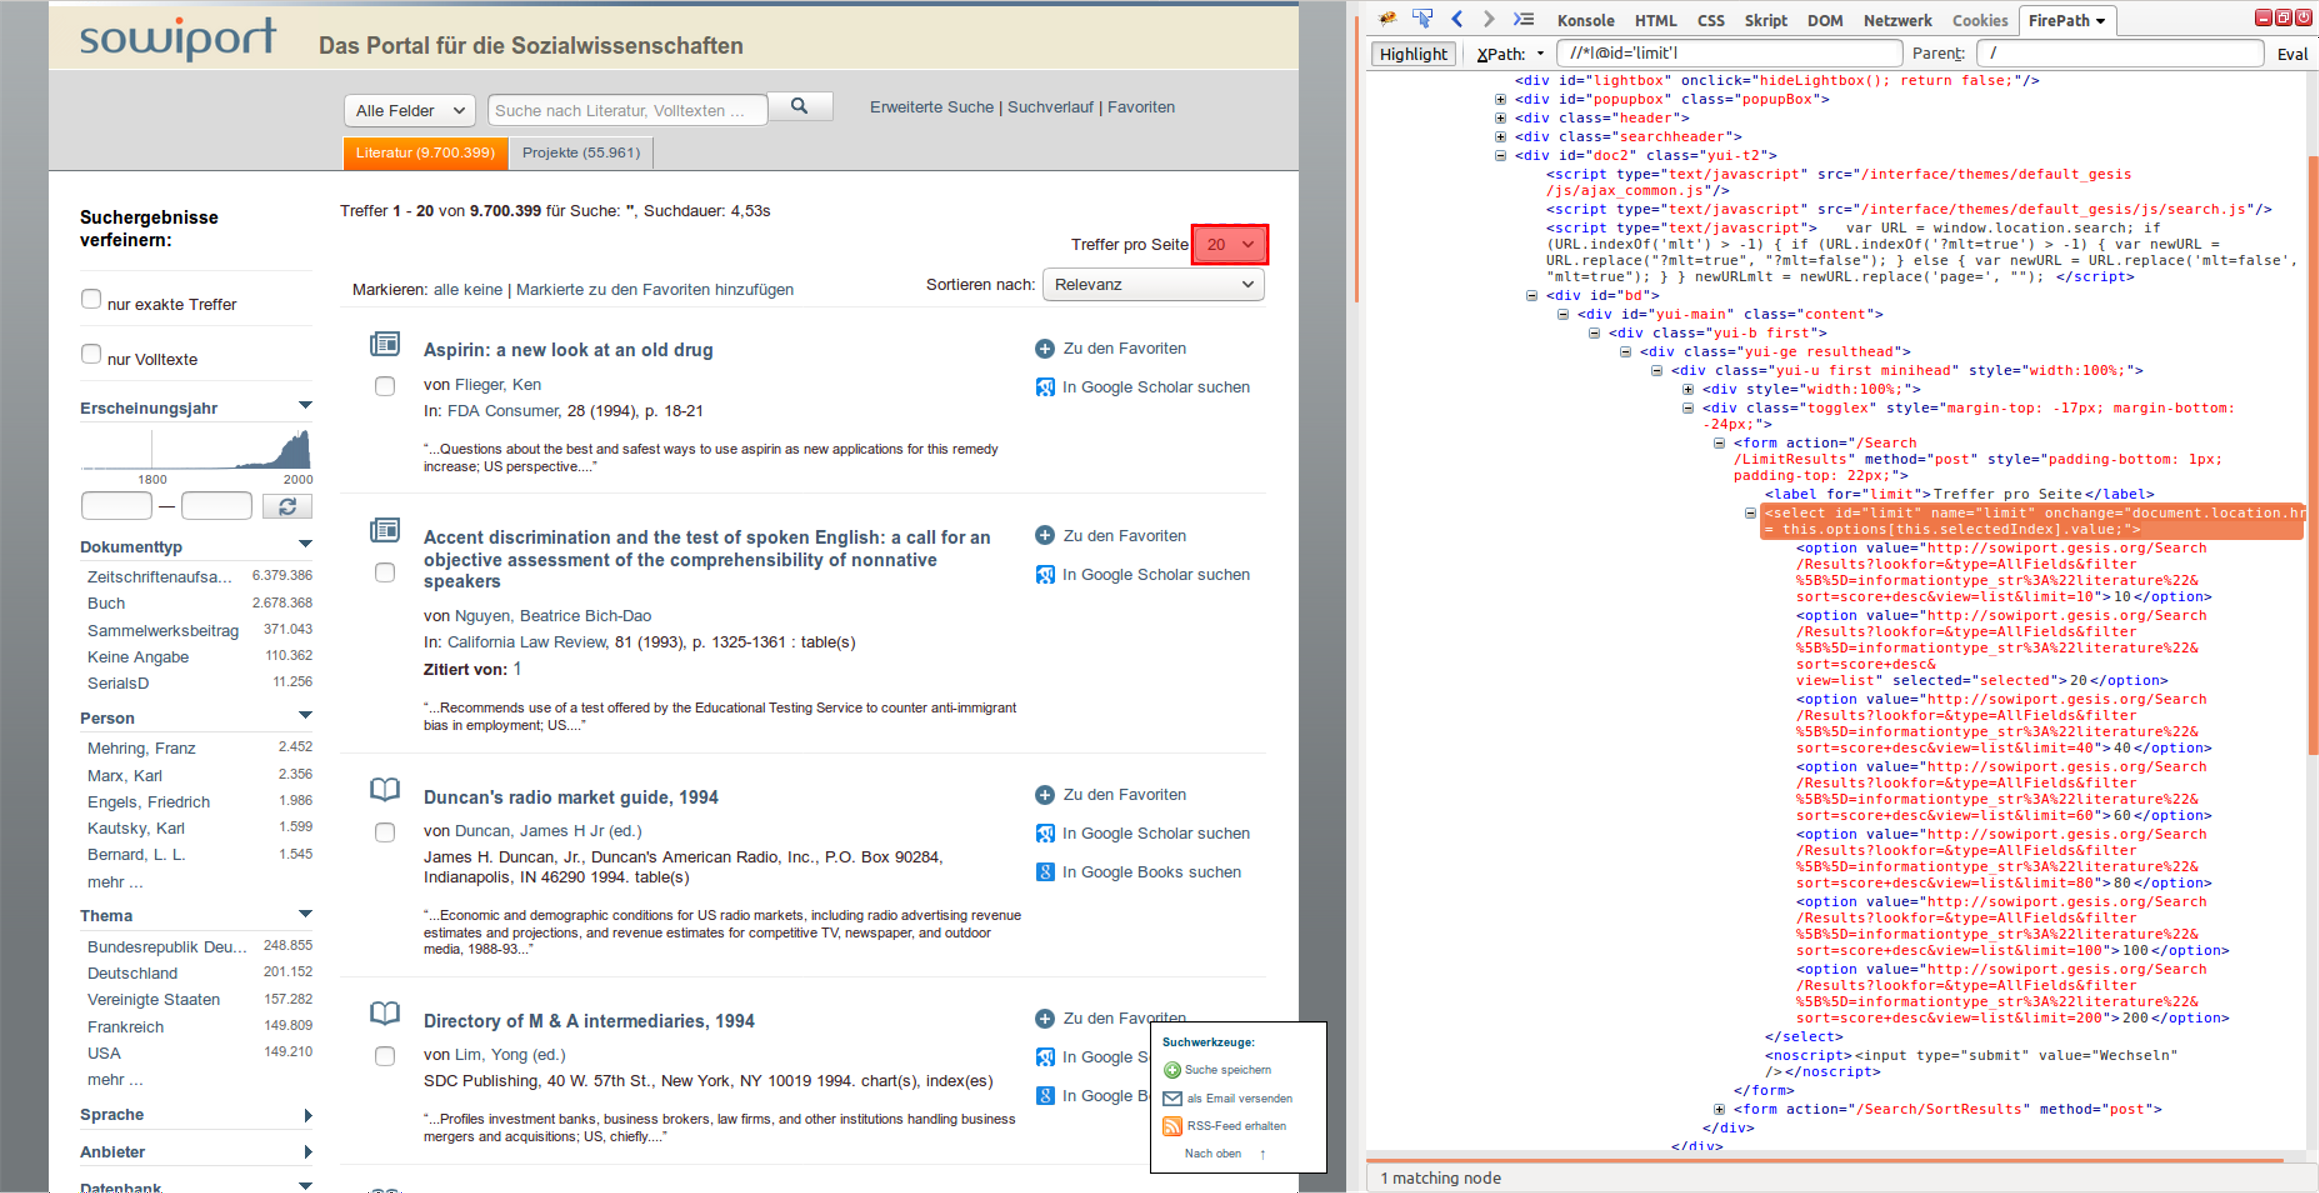 sowiport
Das Portal für die Sozialwissenschaften
Alle Felder
Suche nach Literatur, Volltexten ...
Erweiterte Suche | Suchverlauf | Favoriten
Literatur (9.700.399)
Projekte (55.961)
Suchergebnisse
verfeinern:
nur exakte Treffer
nur Volltexte
Erscheinungsjahr
1800
2000
—
Dokumenttyp
Zeitschriftenaufsa... 6.379.386
Buch 2.678.368
Sammelwerksbeitrag 371.043
Keine Angabe 110.362
SerialsD 11.256
Person
Mehring, Franz 2.452
Marx, Karl 2.356
Engels, Friedrich 1.986
Kautsky, Karl 1.599
Bernard, L. L. 1.545
mehr ...
Thema
Bundesrepublik Deu... 248.855
Deutschland 201.152
Vereinigte Staaten 157.282
Frankreich 149.809
USA 149.210
mehr ...
Sprache
Anbieter
Datenbank
Treffer 1 - 20 von 9.700.399 für Suche: '', Suchdauer: 4,53s
Treffer pro Seite 20
Markieren: alle keine | Markierte zu den Favoriten hinzufügen
Sortieren nach: Relevanz
Aspirin: a new look at an old drug
von Flieger, Ken
In: FDA Consumer, 28 (1994), p. 18-21
“...Questions about the best and safest ways to use aspirin as new applications for this remedy
increase; US perspective....”
Zu den Favoriten
In Google Scholar suchen
Accent discrimination and the test of spoken English: a call for an
objective assessment of the comprehensibility of nonnative
speakers
von Nguyen, Beatrice Bich-Dao
In: California Law Review, 81 (1993), p. 1325-1361 : table(s)
Zitiert von: 1
“...Recommends use of a test offered by the Educational Testing Service to counter anti-immigrant
bias in employment; US....”
Zu den Favoriten
In Google Scholar suchen
Duncan's radio market guide, 1994
von Duncan, James H Jr (ed.)
James H. Duncan, Jr., Duncan's American Radio, Inc., P.O. Box 90284,
Indianapolis, IN 46290 1994. table(s)
“...Economic and demographic conditions for US radio markets, including radio advertising revenue
estimates and projections, and revenue estimates for competitive TV, newspaper, and outdoor
media, 1988-93...”
Zu den Favoriten
In Google Scholar suchen
In Google Books suchen
Directory of M & A intermediaries, 1994
von Lim, Yong (ed.)
SDC Publishing, 40 W. 57th St., New York, NY 10019 1994. chart(s), index(es)
“...Profiles investment banks, business brokers, law firms, and other institutions handling business
mergers and acquisitions; US, chiefly....”
Zu den Favoriten
In Google S
In Google B
Suchwerkzeuge:
Suche speichern
als Email versenden
RSS-Feed erhalten
Nach oben ↑
Konsole HTML CSS Skript DOM Netzwerk Cookies FirePath
Highlight XPath: //*[@id='limit'] Parent: / Eval
<div id="lightbox" onclick="hideLightbox(); return false;"/>
<div id="popupbox" class="popupBox">
<div class="header">
<div class="searchheader">
<div id="doc2" class="yui-t2">
<script type="text/javascript" src="/interface/themes/default_gesis
/js/ajax_common.js"/>
<script type="text/javascript" src="/interface/themes/default_gesis/js/search.js"/>
<script type="text/javascript"> var URL = window.location.search; if
(URL.indexOf('mlt') > -1) { if (URL.indexOf('?mlt=true') > -1) { var newURL =
URL.replace("?mlt=true", "?mlt=false"); } else { var newURL = URL.replace('mlt=false',
"mlt=true"); } } newURLmlt = newURL.replace('page=', ""); </script>
<div id="bd">
<div id="yui-main" class="content">
<div class="yui-b first">
<div class="yui-ge resulthead">
<div class="yui-u first minihead" style="width:100%;">
<div style="width:100%;">
<div class="togglex" style="margin-top: -17px; margin-bottom:
-24px;">
<form action="/Search
/LimitResults" method="post" style="padding-bottom: 1px;
padding-top: 22px;">
<label for="limit">Treffer pro Seite</label>
<select id="limit" name="limit" onchange="document.location.hr
= this.options[this.selectedIndex].value;">
<option value="http://sowiport.gesis.org/Search
/Results?lookfor=&type=AllFields&filter
%5B%5D=informationtype_str%3A%22literature%22&
sort=score+desc&view=list&limit=10">10</option>
<option value="http://sowiport.gesis.org/Search
/Results?lookfor=&type=AllFields&filter
%5B%5D=informationtype_str%3A%22literature%22&
sort=score+desc&
view=list" selected="selected">20</option>
<option value="http://sowiport.gesis.org/Search
/Results?lookfor=&type=AllFields&filter
%5B%5D=informationtype_str%3A%22literature%22&
sort=score+desc&view=list&limit=40">40</option>
<option value="http://sowiport.gesis.org/Search
/Results?lookfor=&type=AllFields&filter
%5B%5D=informationtype_str%3A%22literature%22&
sort=score+desc&view=list&limit=60">60</option>
<option value="http://sowiport.gesis.org/Search
/Results?lookfor=&type=AllFields&filter
%5B%5D=informationtype_str%3A%22literature%22&
sort=score+desc&view=list&limit=80">80</option>
<option value="http://sowiport.gesis.org/Search
/Results?lookfor=&type=AllFields&filter
%5B%5D=informationtype_str%3A%22literature%22&
sort=score+desc&view=list&limit=100">100</option>
<option value="http://sowiport.gesis.org/Search
/Results?lookfor=&type=AllFields&filter
%5B%5D=informationtype_str%3A%22literature%22&
sort=score+desc&view=list&limit=200">200</option>
</select>
<noscript><input type="submit" value="Wechseln"
/></noscript>
</form>
<form action="/Search/SortResults" method="post">
</div>
</div>
1 matching node